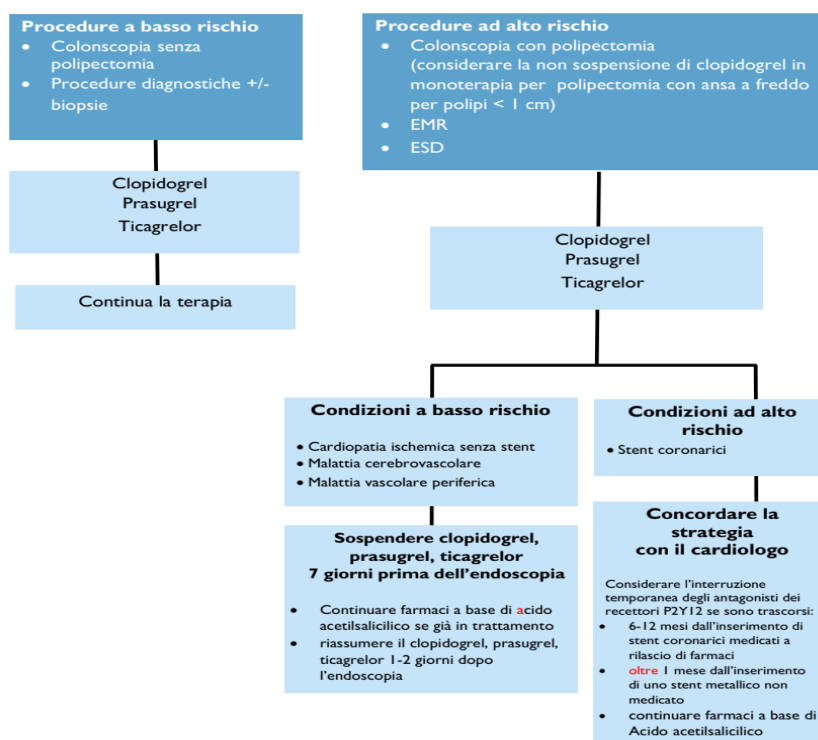 Procedure a basso rischio
• Colonscopia senza
polipectomia
• Procedure diagnostiche +/-
biopsie
Clopidogrel
Prasugrel
Ticagrelor
Continua la terapia
Procedure ad alto rischio
• Colonscopia con polipectomia
(considerare la non sospensione di clopidogrel in
monoterapia per polipectomia con ansa a freddo
per polipi < 1 cm)
• EMR
• ESD
Clopidogrel
Prasugrel
Ticagrelor
Condizioni a basso rischio
• Cardiopatia ischemica senza stent
• Malattia cerebrovascolare
• Malattia vascolare periferica
Sospendere clopidogrel,
prasugrel, ticagrelor
7 giorni prima dell’endoscopia
• Continuare farmaci a base di acido
acetilsalicilico se già in trattamento
• riassumere il clopidogrel, prasugrel,
ticagrelor 1-2 giorni dopo
l’endoscopia
Condizioni ad alto
rischio
• Stent coronarici
Concordare la
strategia
con il cardiologo
Considerare l’interruzione
temporanea degli antagonisti dei
recettori P2Y12 se sono trascorsi:
• 6-12 mesi dall’inserimento di
stent coronarici medicati a
rilascio di farmaci
• oltre 1 mese dall’inserimento
di uno stent metallico non
medicato
• continuare farmaci a base di
Acido acetilsalicilico